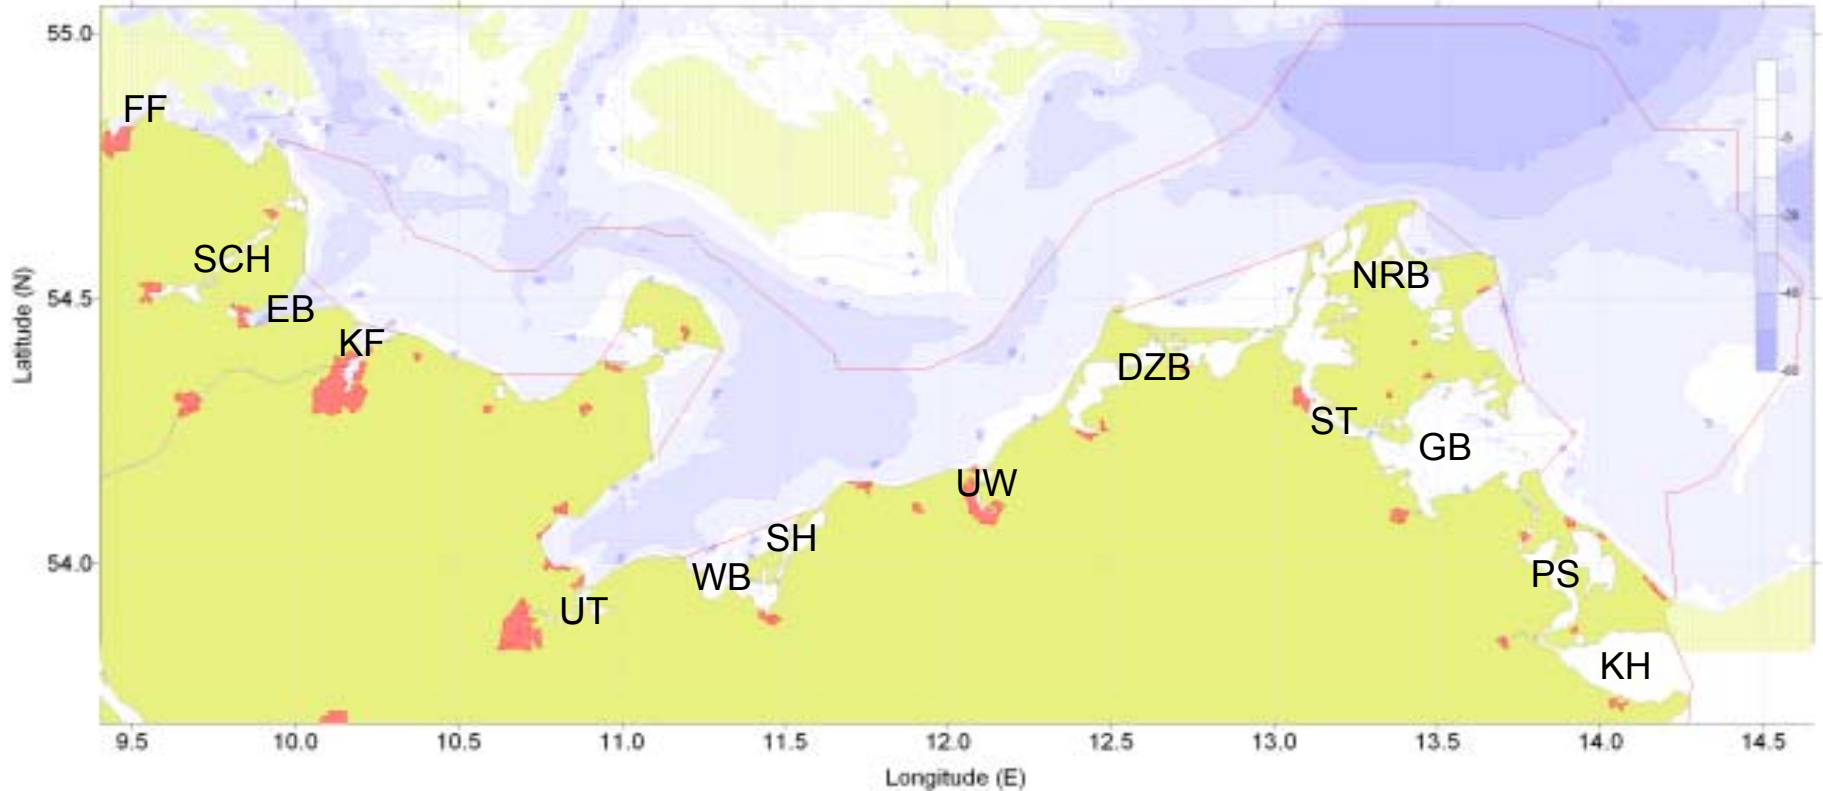 55.0
FF
SCH
NRB
54.5
EB
KF
DZB
ST
GB
UW
SH
54.0
WB
PS
UT
KH
9.5 10.0 10.5 11.0 11.5 12.0 12.5 13.0 13.5 14.0 14.5
Longitude (E)
Latitude (N)